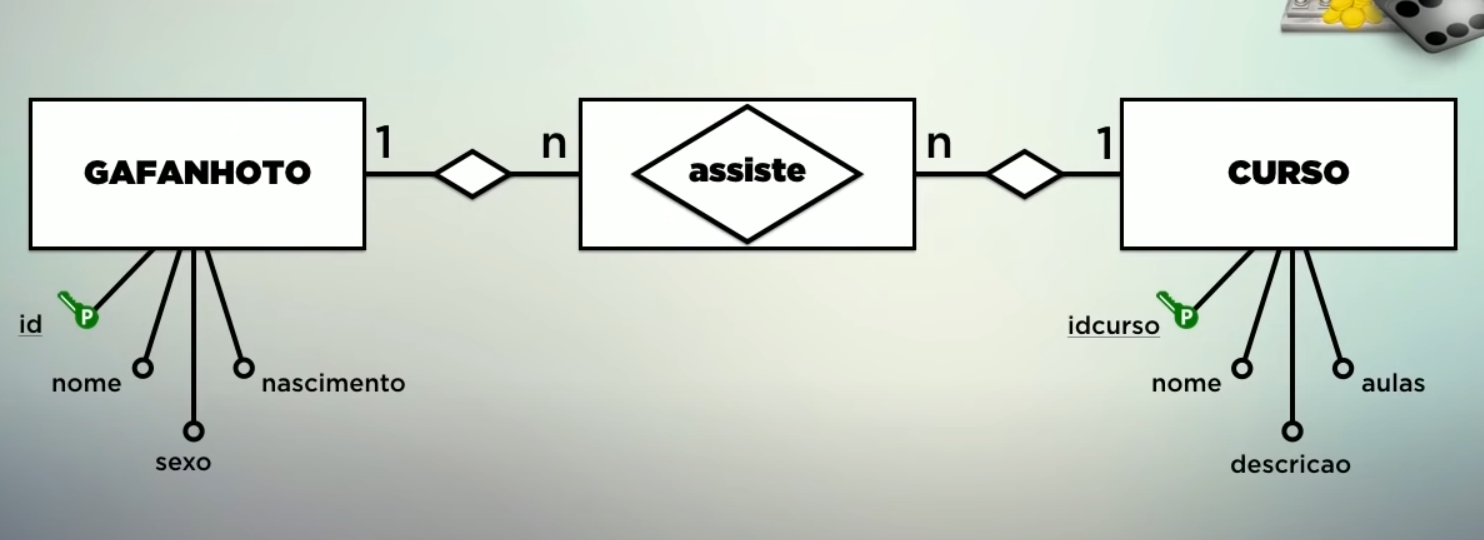 GAFANHOTO
1
n
assiste
n
1
CURSO
id
P
nome
sexo
nascimento
idcurso
P
nome
descricao
aulas